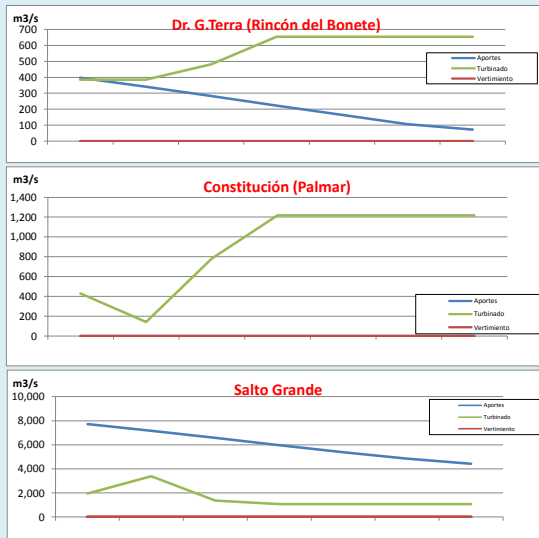 m3/s
Dr. G.Terra (Rincón del Bonete)
700
600
500
400
300
200
100
0
Aportes
Turbinado
Vertimiento
m3/s
Constitución (Palmar)
1,400
1,200
1,000
800
600
400
200
0
Aportes
Turbinado
Vertimiento
m3/s
Salto Grande
10,000
8,000
6,000
4,000
2,000
0
Aportes
Turbinado
Vertimiento